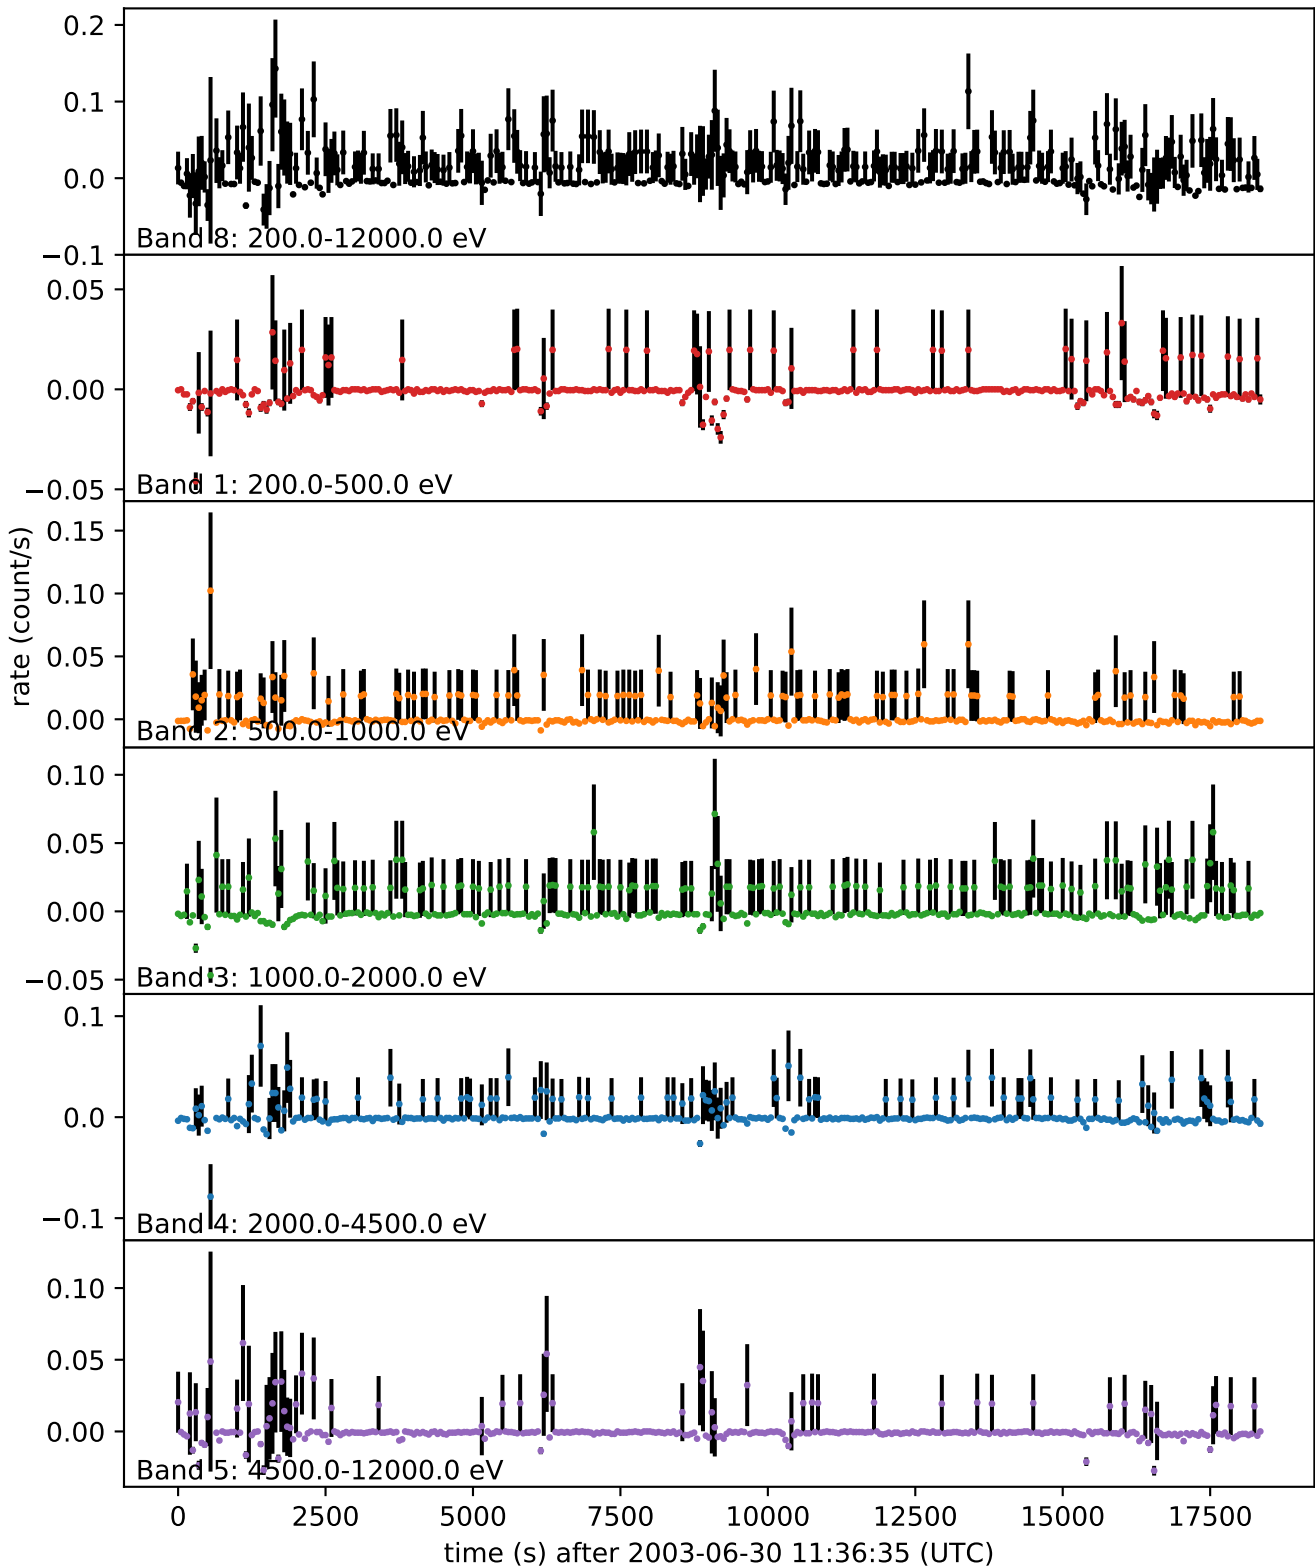 0.2
0.1
0.0
−0.1
Band 8: 200.0-12000.0 eV
0.05
0.00
−0.05
Band 1: 200.0-500.0 eV
0.15
0.10
0.05
0.00
Band 2: 500.0-1000.0 eV
rate (count/s)
0.10
0.05
0.00
−0.05
Band 3: 1000.0-2000.0 eV
0.1
0.0
−0.1
Band 4: 2000.0-4500.0 eV
0.10
0.05
0.00
Band 5: 4500.0-12000.0 eV
0 2500 5000 7500 10000 12500 15000 17500
time (s) after 2003-06-30 11:36:35 (UTC)